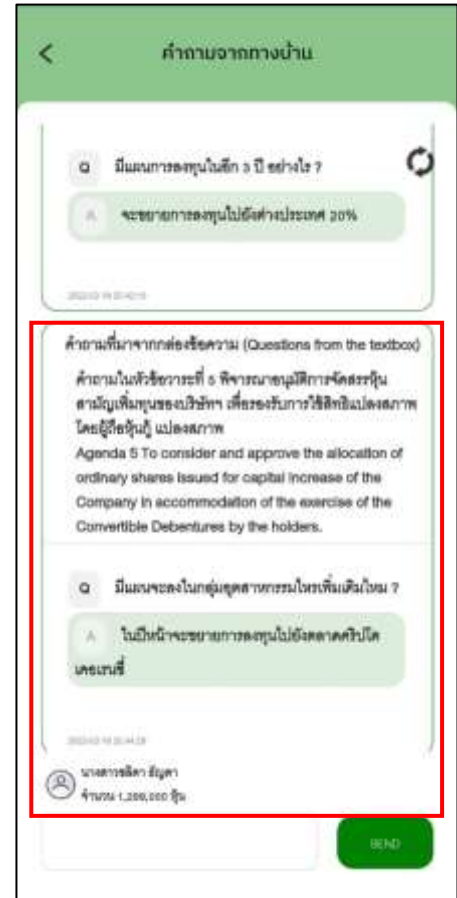 คำถามจากทางบ้าน
Q มีแผนการลงทุนในอีก 3 ปี อย่างไร ?
A จะขยายการลงทุนไปยังต่างประเทศ 20%
คำถามที่มาจากกล่องข้อความ (Questions from the textbox)
คำถามในหัวข้อวาระที่ 5 พิจารณาอนุมัติการจัดสรรหุ้น
สามัญเพิ่มทุนของบริษัทฯ เพื่อรองรับการใช้สิทธิแปลงสภาพ
โดยผู้ถือหุ้นกู้ แปลงสภาพ
Agenda 5 To consider and approve the allocation of
ordinary shares issued for capital increase of the
Company in accommodation of the exercise of the
Convertible Debentures by the holders.
Q มีแผนจะลงในกลุ่มอุตสาหกรรมไหนเพิ่มเติมไหม ?
A ในปีหน้าจะขยายการลงทุนไปยังตลาดคริปโต
เคอเรนซี่
นางสาวชลิดา
จำนวน 1,200,000 หุ้น
SEND